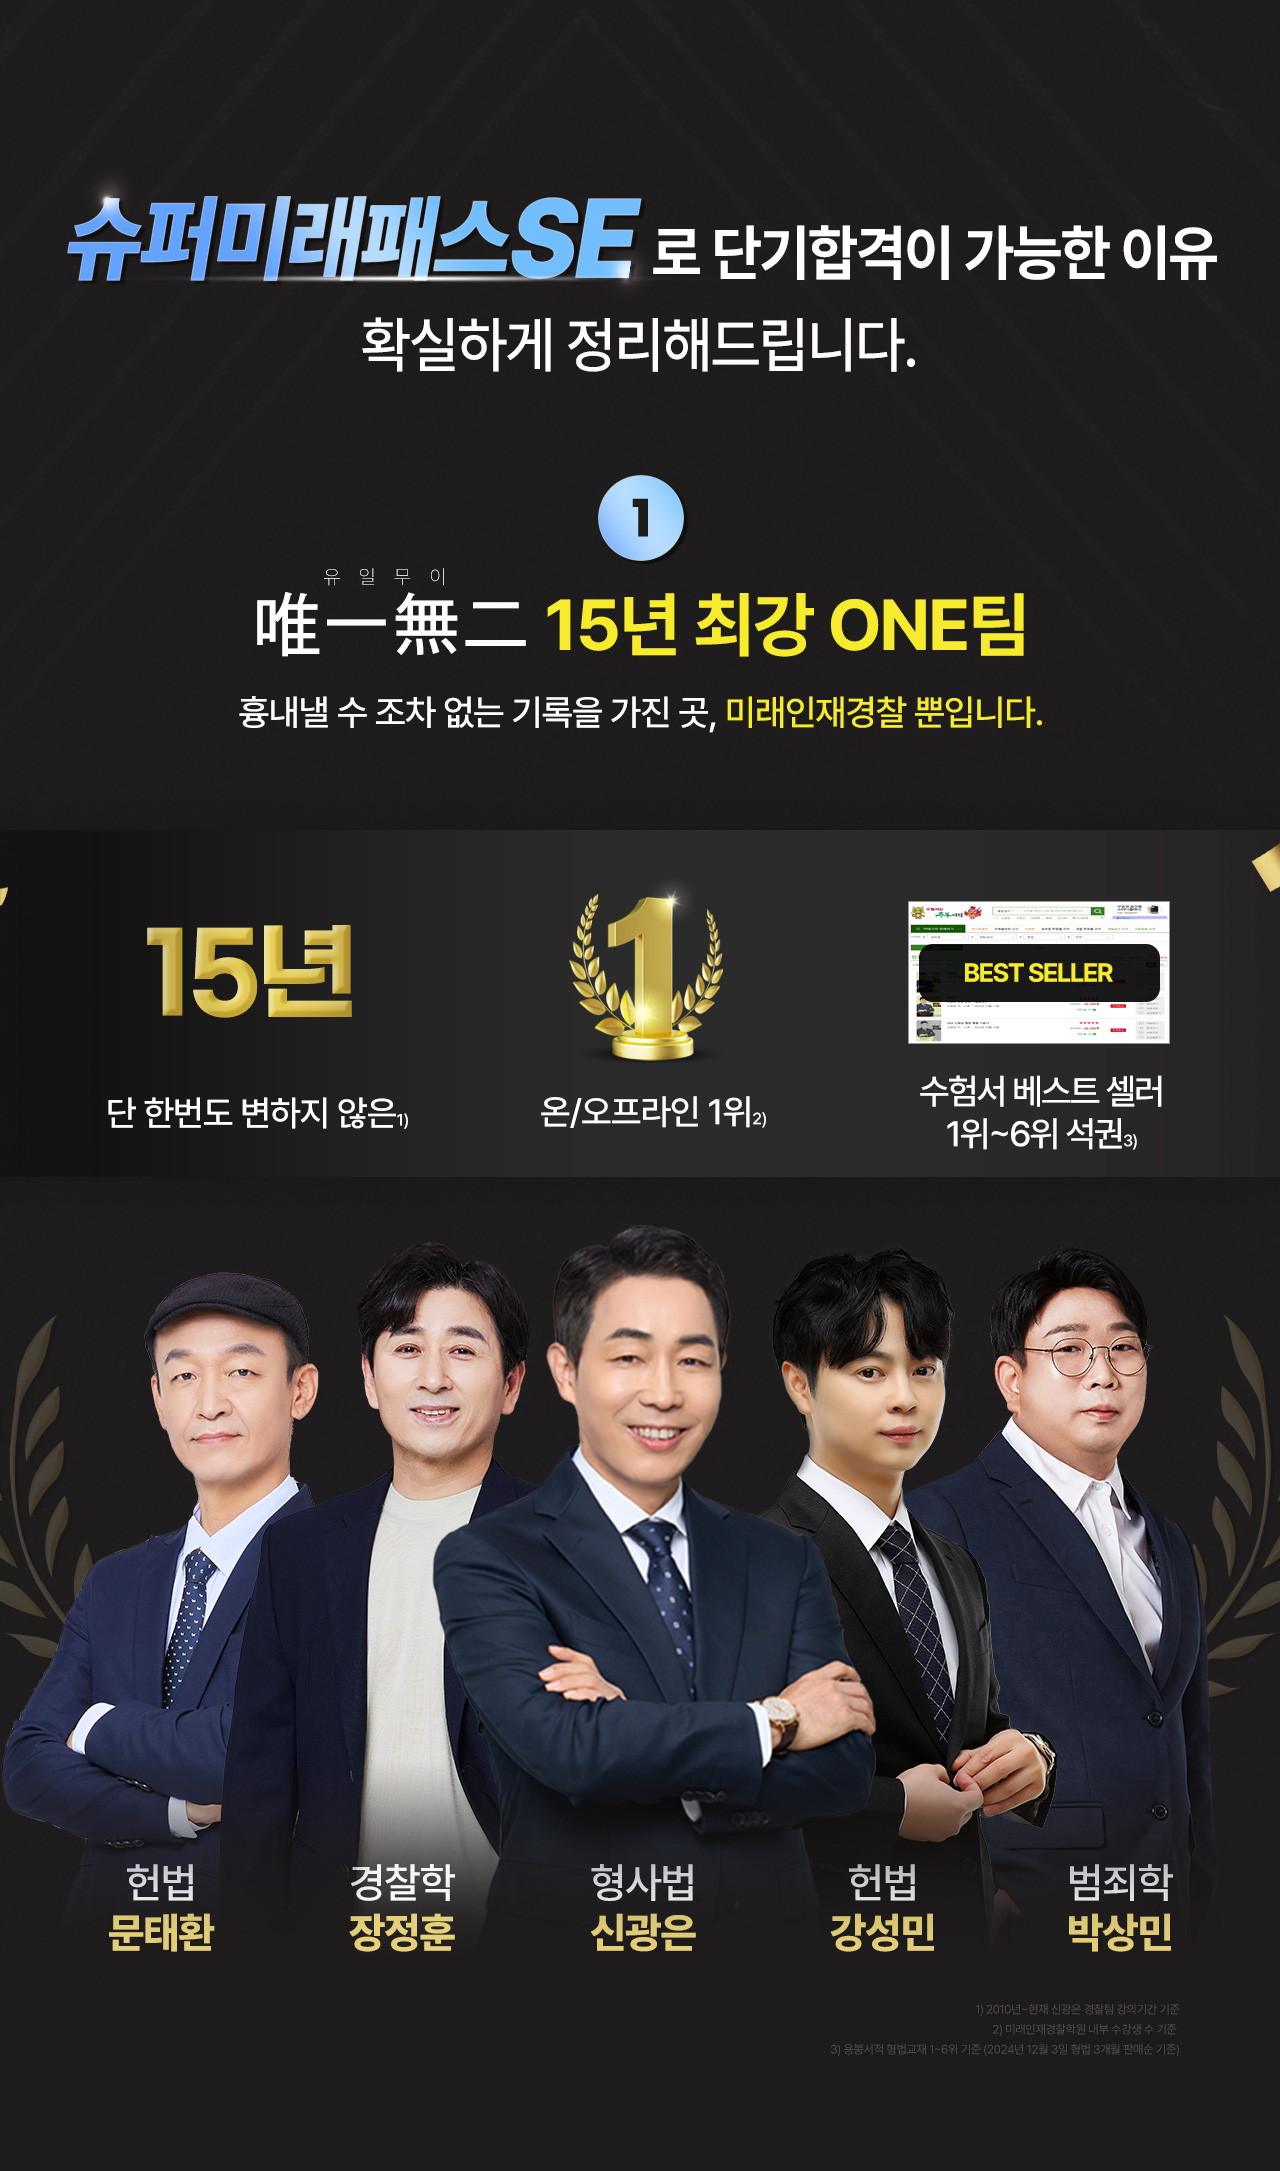 슈퍼미래패스SE 로 단기합격이 가능한 이유
확실하게 정리해드립니다.
1
유일무이
唯一無二 15년 최강 ONE팀
흉내낼 수 조차 없는 기록을 가진 곳, 미래인재경찰 뿐입니다.
15년
단 한번도 변하지 않은1)
1
온/오프라인 1위2)
BEST SELLER
수험서 베스트 셀러
1위~6위 석권3)
헌법
문태환
경찰학
장정훈
형사법
신광은
헌법
강성민
범죄학
박상민
1) 2010년~현재 신광은 경찰팀 강의기간 기준
2) 미래인재경찰학원 내부 수강생 수 기준
3) 용봉서적 형법교재 1~6위 기준 (2024년 12월 3일 형법 3개월 판매순 기준)